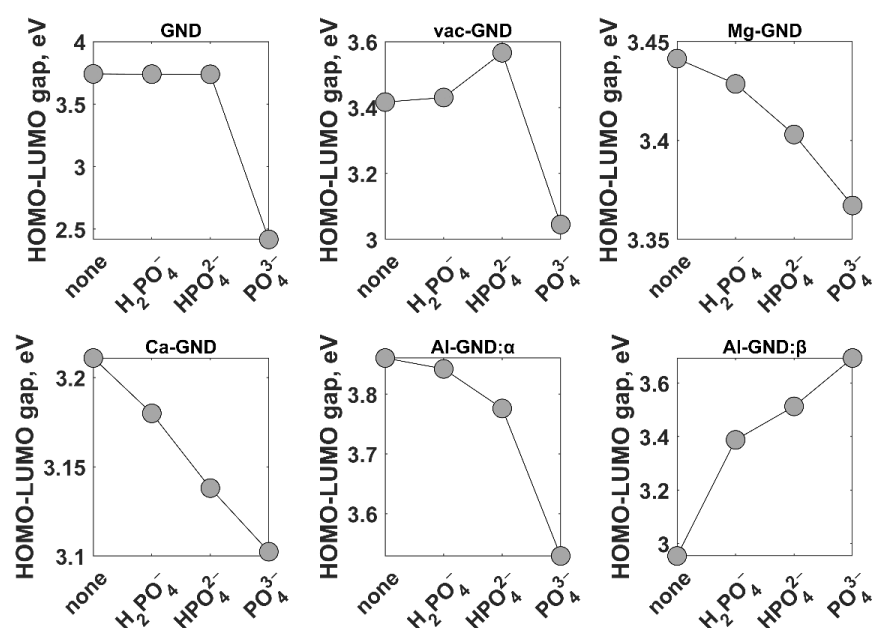 GND
HOMO-LUMO gap, eV
4
3.5
3
2.5
none
H₂PO₄⁻
HPO₄²⁻
PO₄³⁻
vac-GND
HOMO-LUMO gap, eV
3.6
3.4
3.2
3
none
H₂PO₄⁻
HPO₄²⁻
PO₄³⁻
Mg-GND
HOMO-LUMO gap, eV
3.45
3.4
3.35
none
H₂PO₄⁻
HPO₄²⁻
PO₄³⁻
Ca-GND
HOMO-LUMO gap, eV
3.2
3.15
3.1
none
H₂PO₄⁻
HPO₄²⁻
PO₄³⁻
Al-GND:α
HOMO-LUMO gap, eV
3.8
3.7
3.6
none
H₂PO₄⁻
HPO₄²⁻
PO₄³⁻
Al-GND:β
HOMO-LUMO gap, eV
3.6
3.4
3.2
3
none
H₂PO₄⁻
HPO₄²⁻
PO₄³⁻